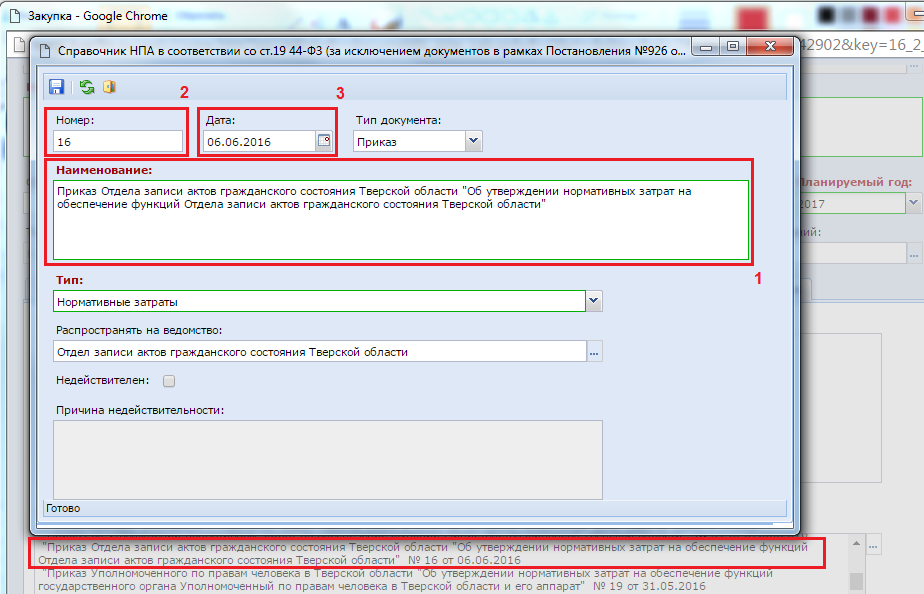 Закупка - Google Chrome
42902&key=16_2_
Справочник НПА в соответствии со ст.19 44-ФЗ (за исключением документов в рамках Постановления №926 о...
2
3
Номер:
Дата:
Тип документа:
16
06.06.2016
Приказ
Наименование:
Приказ Отдела записи актов гражданского состояния Тверской области "Об утверждении нормативных затрат на
обеспечение функций Отдела записи актов гражданского состояния Тверской области"
Планируемый год:
2017
1
Тип:
Нормативные затраты
Распространять на ведомство:
Отдел записи актов гражданского состояния Тверской области
...
Недействителен:
Причина недействительности:
Готово
"Приказ Отдела записи актов гражданского состояния Тверской области "Об утверждении нормативных затрат на обеспечение функций
Отдела записи актов гражданского состояния Тверской области" № 16 от 06.06.2016
"Приказ Уполномоченного по правам человека в Тверской области "Об утверждении нормативных затрат на обеспечение функций
государственного органа Уполномоченный по правам человека в Тверской области и его аппарат" № 19 от 31.05.2016